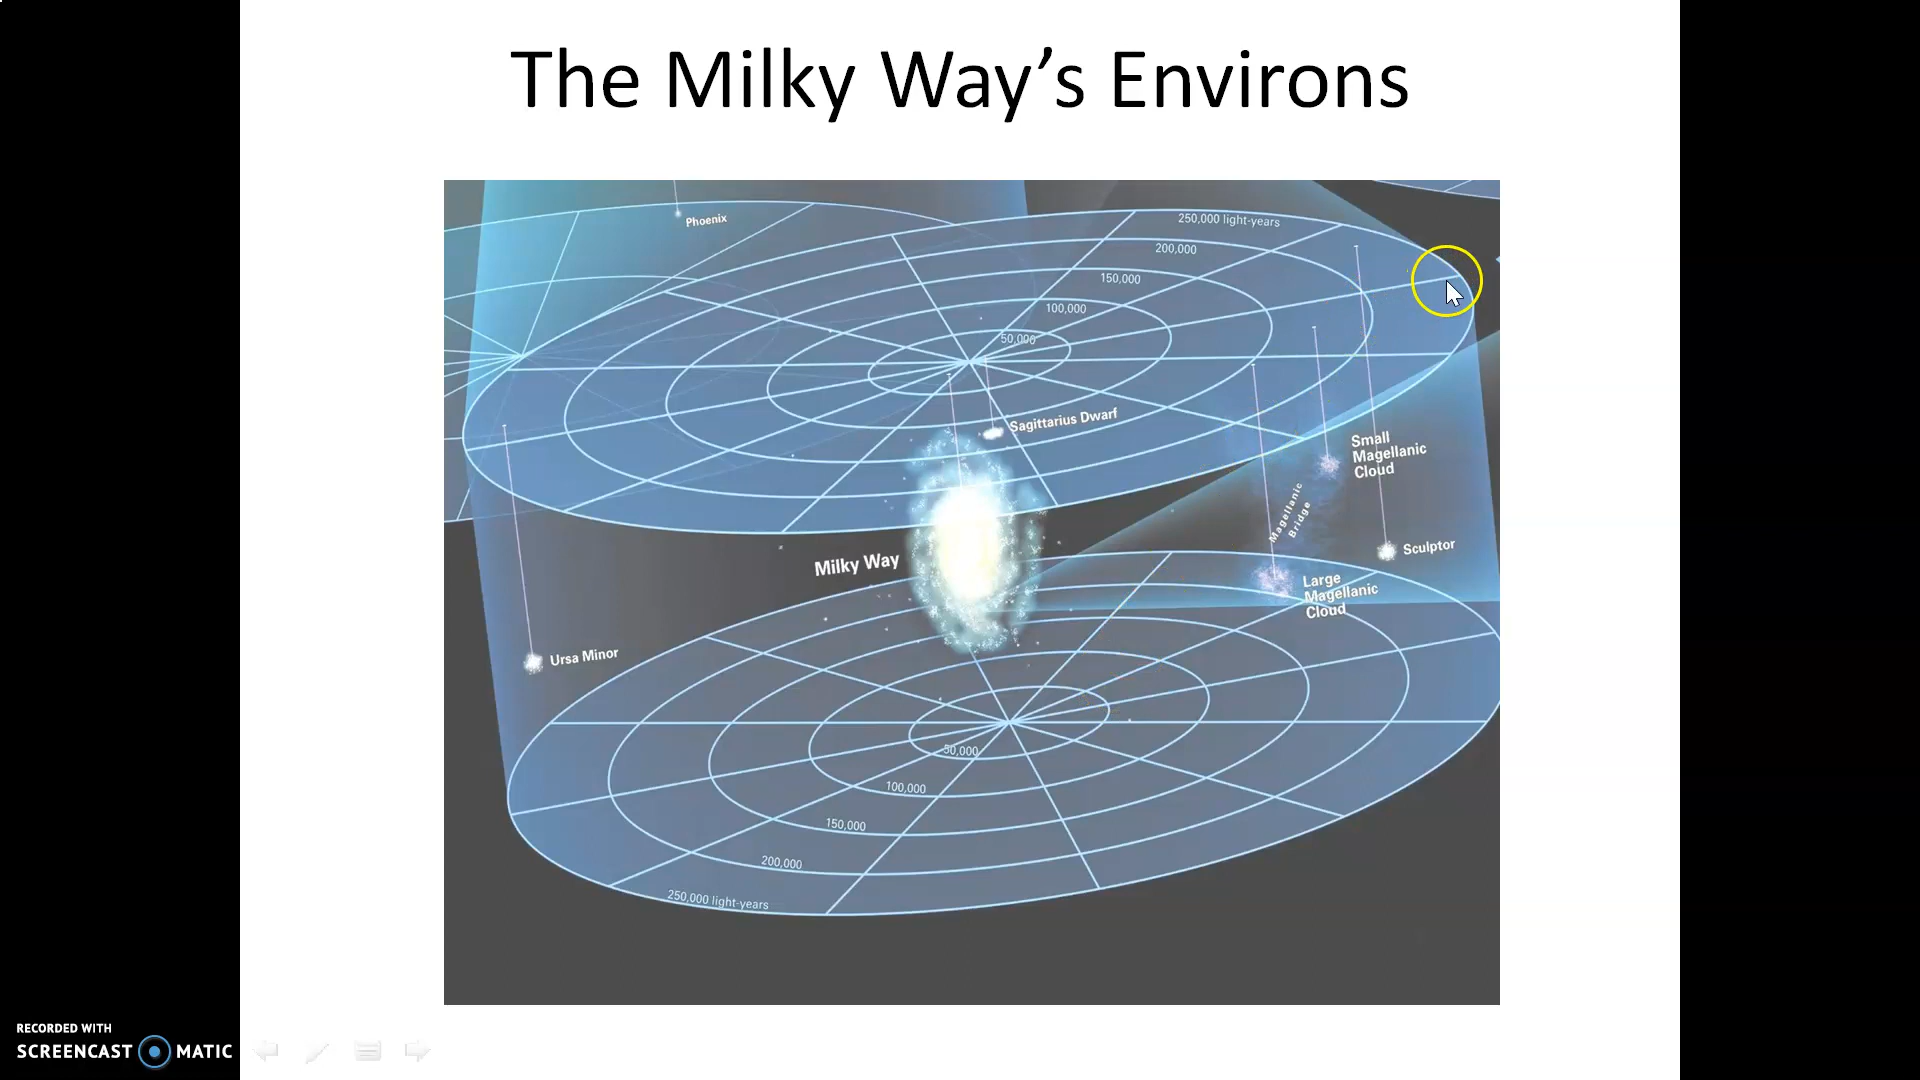 The Milky Way’s Environs
Phoenix
250,000 light-years
200,000
150,000
100,000
50,000
Sagittarius Dwarf
Small
Magellanic
Cloud
Magellanic
Bridge
Sculptor
Milky Way
Large
Magellanic
Cloud
Ursa Minor
50,000
100,000
150,000
200,000
250,000 light-years
RECORDED WITH
SCREENCAST MATIC